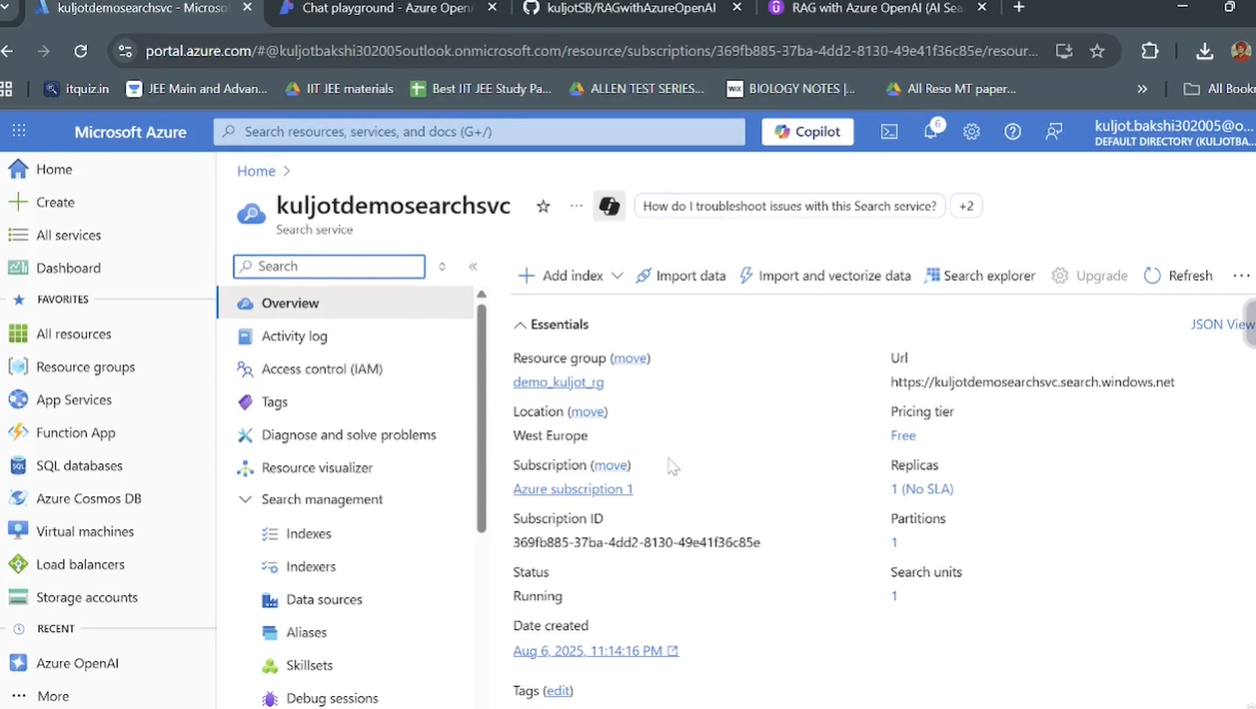 kuljotdemosearchsvc - Microso
Chat playground - Azure Open
kuljotSB/RAGwithAzureOpenAI
RAG with Azure OpenAI (AI Sea
portal.azure.com/#@kuljotbakshi302005outlook.onmicrosoft.com/resource/subscriptions/369fb885-37ba-4dd2-8130-49e41f36c85e/resour...
itquiz.in
JEE Main and Advan...
IIT JEE materials
Best IIT JEE Study Pa...
ALLEN TEST SERIES...
WIX
BIOLOGY NOTES |...
All Reso MT paper...
»
All Book
Microsoft Azure
Search resources, services, and docs (G+/)
Copilot
6
kuljot.bakshi302005@o...
DEFAULT DIRECTORY (KULJOTBA...
Home
Create
All services
Dashboard
FAVORITES
All resources
Resource groups
App Services
Function App
SQL databases
Azure Cosmos DB
Virtual machines
Load balancers
Storage accounts
RECENT
Azure OpenAI
More
Home >
kuljotdemosearchsvc
Search service
How do I troubleshoot issues with this Search service?
+2
Search
Overview
Activity log
Access control (IAM)
Tags
Diagnose and solve problems
Resource visualizer
Search management
Indexes
Indexers
Data sources
Aliases
Skillsets
Debug sessions
Add index
Import data
Import and vectorize data
Search explorer
Upgrade
Refresh
Essentials
JSON View
Resource group (move)
demo_kuljot_rg
Location (move)
West Europe
Subscription (move)
Azure subscription 1
Subscription ID
369fb885-37ba-4dd2-8130-49e41f36c85e
Status
Running
Date created
Aug 6, 2025, 11:14:16 PM
Tags (edit)
Url
https://kuljotdemosearchsvc.search.windows.net
Pricing tier
Free
Replicas
1 (No SLA)
Partitions
1
Search units
1